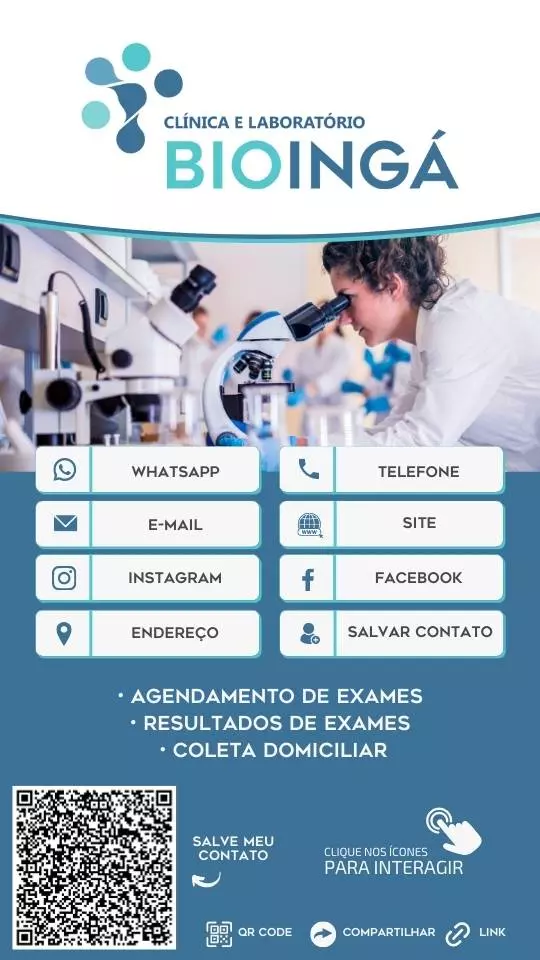 CLÍNICA E LABORATÓRIO
BIOINGÁ
WHATSAPP
TELEFONE
E-MAIL
SITE
WWW
INSTAGRAM
FACEBOOK
ENDEREÇO
SALVAR CONTATO
• AGENDAMENTO DE EXAMES
• RESULTADOS DE EXAMES
• COLETA DOMICILIAR
SALVE MEU
CONTATO
CLIQUE NOS ÍCONES
PARA INTERAGIR
QR CODE
COMPARTILHAR
LINK